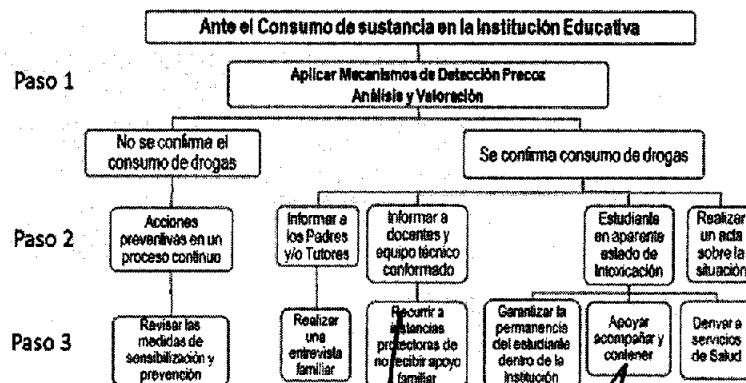 Ante el Consumo de sustancia en la Institución Educativa
Paso 1
Aplicar Mecanismos de Detección Precoz
Análisis y Valoración
No se confirma el
consumo de drogas
Se confirma consumo de drogas
Paso 2
Acciones
preventivas en un
proceso continuo
Informar a
los Padres
y/o Tutores
Informar a
docentes y
equipo técnico
conformado
Estudiante
en aparente
estado de
Intoxicación
Realizar
un acta
sobre la
situación
Paso 3
Revisar las
medidas de
sensibilización y
prevención
Realizar
una
entrevista
familiar
Recurrir a
instancias
protectoras de
no recibir apoyo
familiar
Garantizar la
permanencia
del estudiante
dentro de la
Institución
Apoyar
acompañar y
contener
Derivar a
servicios
de Salud